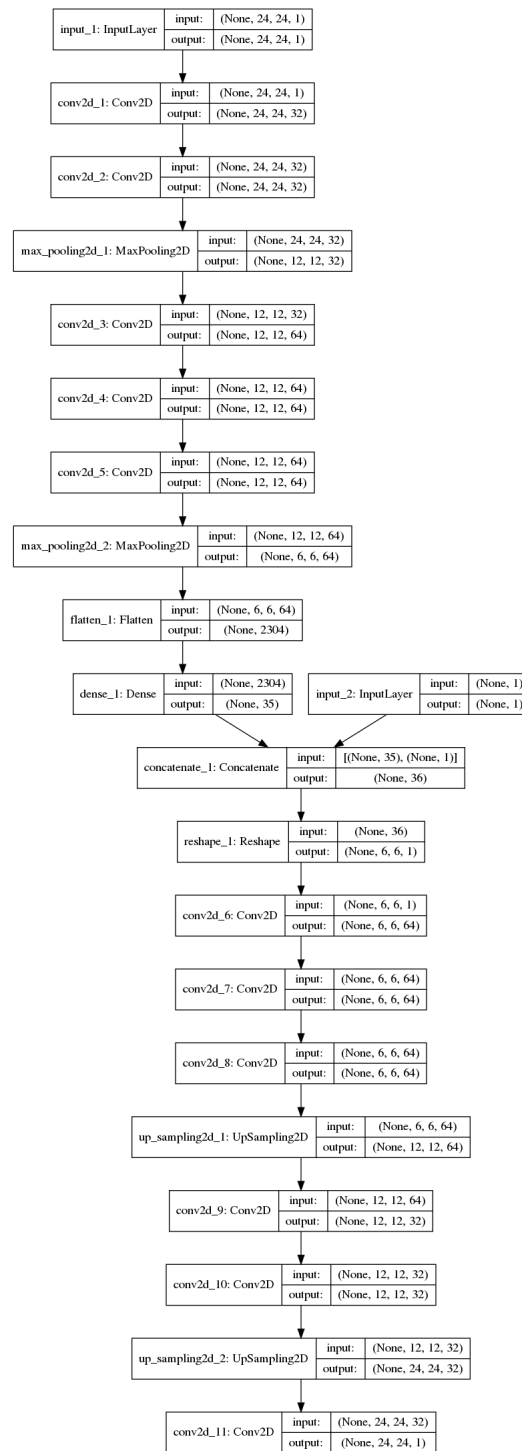 input_1: InputLayer input: (None, 24, 24, 1)
output: (None, 24, 24, 1)
conv2d_1: Conv2D input: (None, 24, 24, 1)
output: (None, 24, 24, 32)
conv2d_2: Conv2D input: (None, 24, 24, 32)
output: (None, 24, 24, 32)
max_pooling2d_1: MaxPooling2D input: (None, 24, 24, 32)
output: (None, 12, 12, 32)
conv2d_3: Conv2D input: (None, 12, 12, 32)
output: (None, 12, 12, 64)
conv2d_4: Conv2D input: (None, 12, 12, 64)
output: (None, 12, 12, 64)
conv2d_5: Conv2D input: (None, 12, 12, 64)
output: (None, 12, 12, 64)
max_pooling2d_2: MaxPooling2D input: (None, 12, 12, 64)
output: (None, 6, 6, 64)
flatten_1: Flatten input: (None, 6, 6, 64)
output: (None, 2304)
dense_1: Dense input: (None, 2304)
output: (None, 35)
input_2: InputLayer input: (None, 1)
output: (None, 1)
concatenate_1: Concatenate input: [(None, 35), (None, 1)]
output: (None, 36)
reshape_1: Reshape input: (None, 36)
output: (None, 6, 6, 1)
conv2d_6: Conv2D input: (None, 6, 6, 1)
output: (None, 6, 6, 64)
conv2d_7: Conv2D input: (None, 6, 6, 64)
output: (None, 6, 6, 64)
conv2d_8: Conv2D input: (None, 6, 6, 64)
output: (None, 6, 6, 64)
up_sampling2d_1: UpSampling2D input: (None, 6, 6, 64)
output: (None, 12, 12, 64)
conv2d_9: Conv2D input: (None, 12, 12, 64)
output: (None, 12, 12, 32)
conv2d_10: Conv2D input: (None, 12, 12, 32)
output: (None, 12, 12, 32)
up_sampling2d_2: UpSampling2D input: (None, 12, 12, 32)
output: (None, 24, 24, 32)
conv2d_11: Conv2D input: (None, 24, 24, 32)
output: (None, 24, 24, 1)